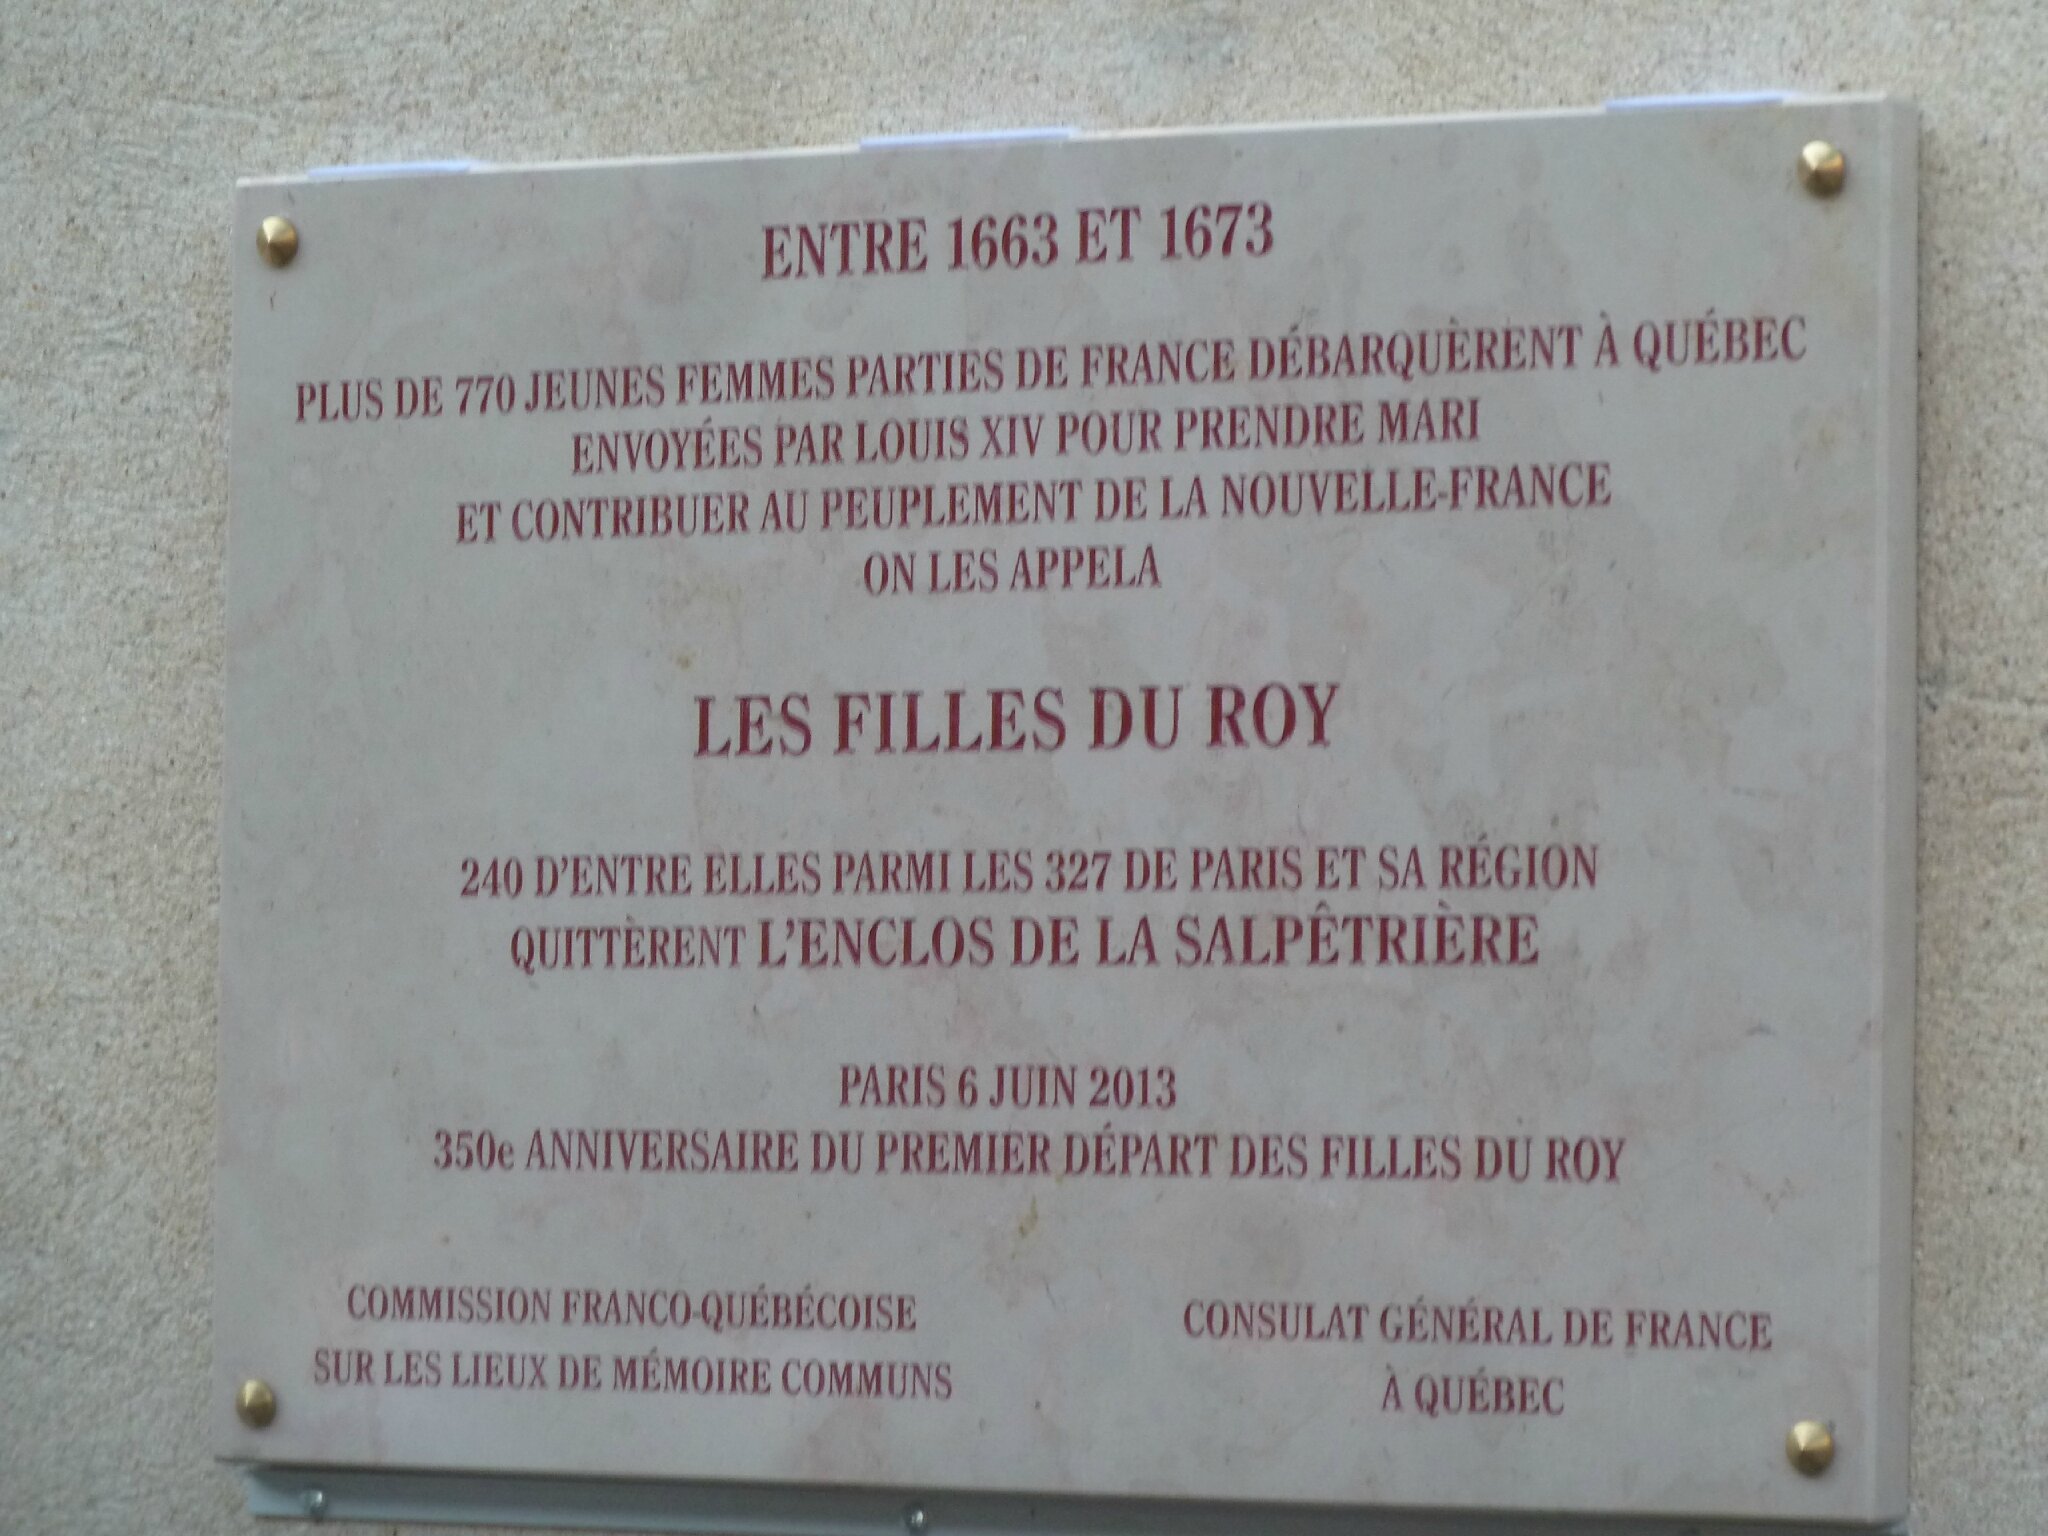 ENTRE 1663 ET 1673
PLUS DE 770 JEUNES FEMMES PARTIES DE FRANCE DÉBARQUÈRENT À QUÉBEC
ENVOYÉES PAR LOUIS XIV POUR PRENDRE MARI
ET CONTRIBUER AU PEUPLEMENT DE LA NOUVELLE-FRANCE
ON LES APPELA
LES FILLES DU ROY
240 D'ENTRE ELLES PARMI LES 327 DE PARIS ET SA RÉGION
QUITTÈRENT L'ENCLOS DE LA SALPÊTRIÈRE
PARIS 6 JUIN 2013
350e ANNIVERSAIRE DU PREMIER DÉPART DES FILLES DU ROY
COMMISSION FRANCO-QUÉBÉCOISE
SUR LES LIEUX DE MÉMOIRE COMMUNS
CONSULAT GÉNÉRAL DE FRANCE
À QUÉBEC